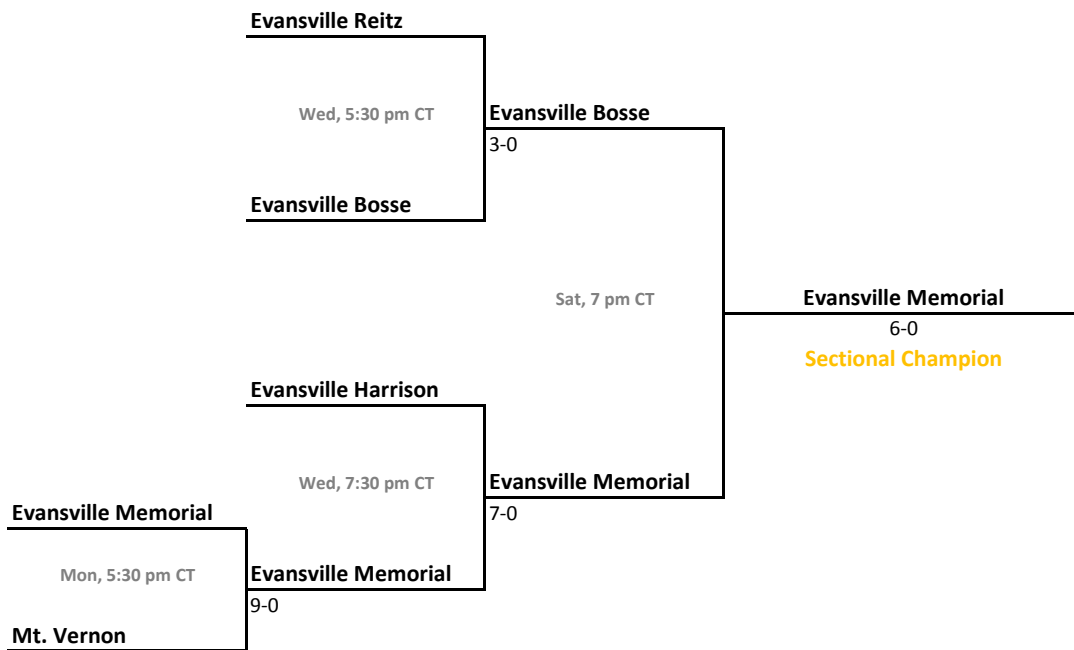 Evansville Reitz
Wed, 5:30 pm CT
Evansville Bosse
3-0
Evansville Bosse
Sat, 7 pm CT
Evansville Memorial
6-0
Sectional Champion
Evansville Harrison
Wed, 7:30 pm CT
Evansville Memorial
7-0
Evansville Memorial
Mon, 5:30 pm CT
Evansville Memorial
9-0
Mt. Vernon